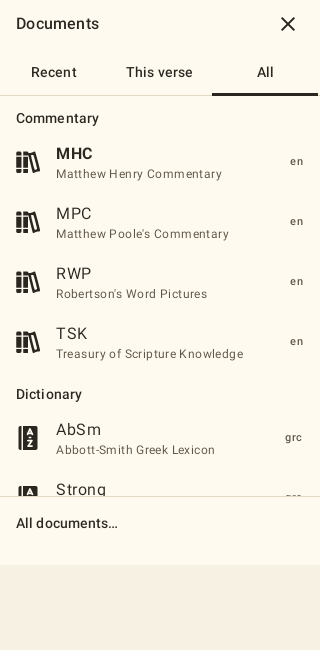 Documents
Recent
This verse
All
Commentary
MHC
Matthew Henry Commentary
en
MPC
Matthew Poole's Commentary
en
RWP
Robertson's Word Pictures
en
TSK
Treasury of Scripture Knowledge
en
Dictionary
AbSm
Abbott-Smith Greek Lexicon
grc
Strong
All documents…